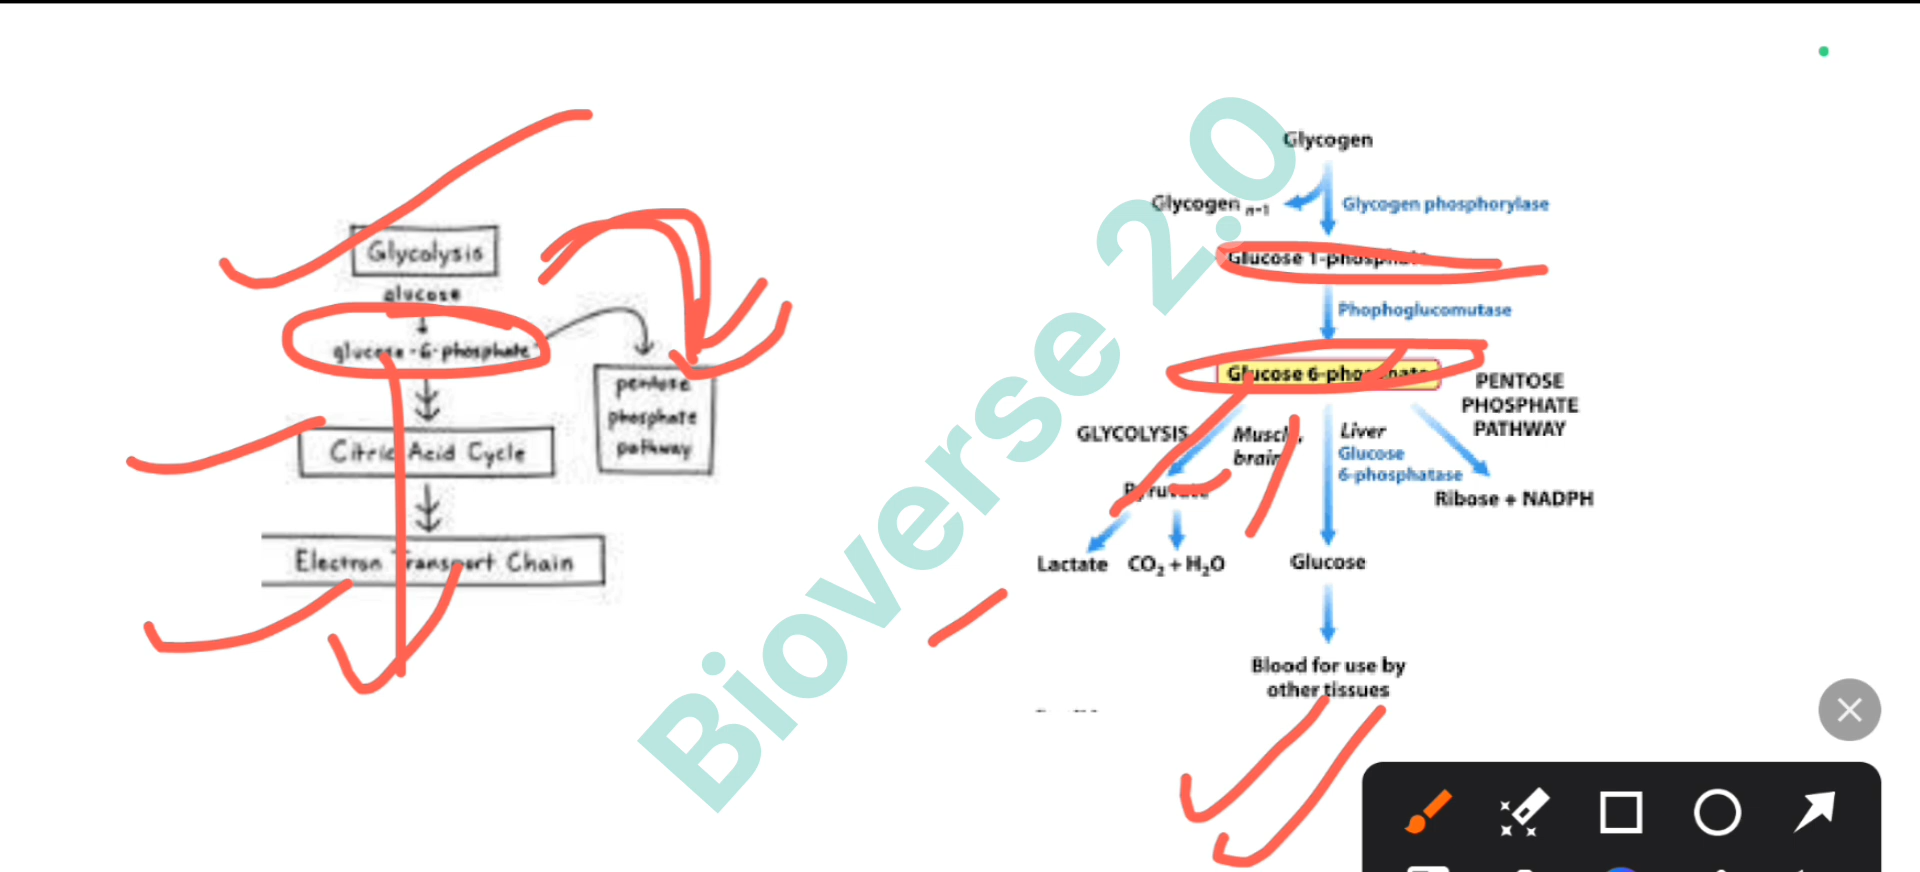 Glycolysis
glucose
glucose-6-phosphate
pentose
phosphate
pathway
Citric Acid Cycle
Electron Transport Chain
Bioverse 2.0
Glycogen
Glycogen n-1
Glycogen phosphorylase
Glucose 1-phosphate
Phophoglucomutase
Glucose 6-phosphate
PENTOSE
PHOSPHATE
PATHWAY
GLYCOLYSIS
Muscle,
brain
Liver
Glucose
6-phosphatase
Pyruvate
Ribose + NADPH
Lactate
CO₂ + H₂O
Glucose
Blood for use by
other tissues